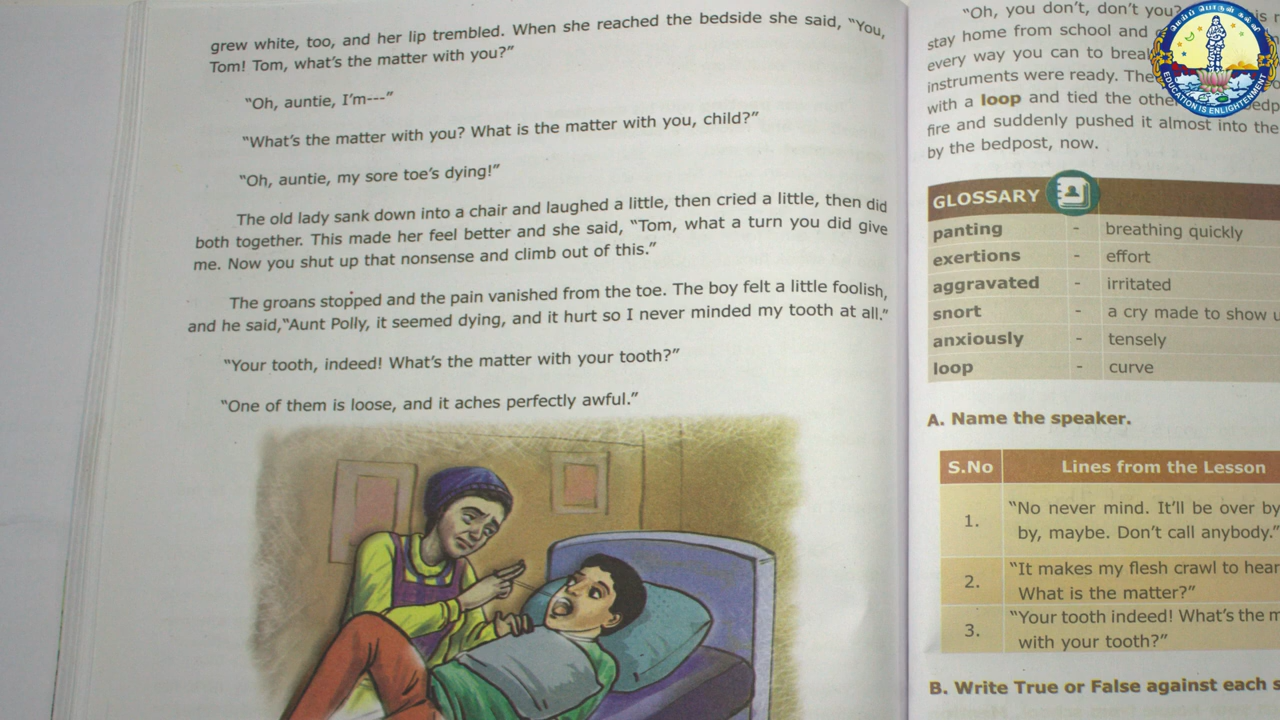 grew white, too, and her lip trembled. When she reached the bedside she said, “You,
Tom! Tom, what’s the matter with you?”
“Oh, auntie, I’m---”
“What’s the matter with you? What is the matter with you, child?”
“Oh, auntie, my sore toe’s dying!”
The old lady sank down into a chair and laughed a little, then cried a little, then did
both together. This made her feel better and she said, “Tom, what a turn you did give
me. Now you shut up that nonsense and climb out of this.”
The groans stopped and the pain vanished from the toe. The boy felt a little foolish,
and he said,“Aunt Polly, it seemed dying, and it hurt so I never minded my tooth at all.”
“Your tooth, indeed! What’s the matter with your tooth?”
“One of them is loose, and it aches perfectly awful.”
“Oh, you don’t, don’t you?
stay home from school and
every way you can to
instruments were ready.
with a loop and tied the
fire and suddenly pushed it almost into the
by the bedpost, now.
GLOSSARY
panting - breathing quickly
exertions - effort
aggravated - irritated
snort - a cry made to show
anxiously - tensely
loop - curve
A. Name the speaker.
S.No Lines from the Lesson
1. “No never mind. It’ll be over by
by, maybe. Don’t call anybody.”
2. “It makes my flesh crawl to hear
What is the matter?”
3. “Your tooth indeed! What’s the
with your tooth?”
B. Write True or False against each
மெய்ப் பொருள் கல்வி
EDUCATION IS ENLIGHTENMENT